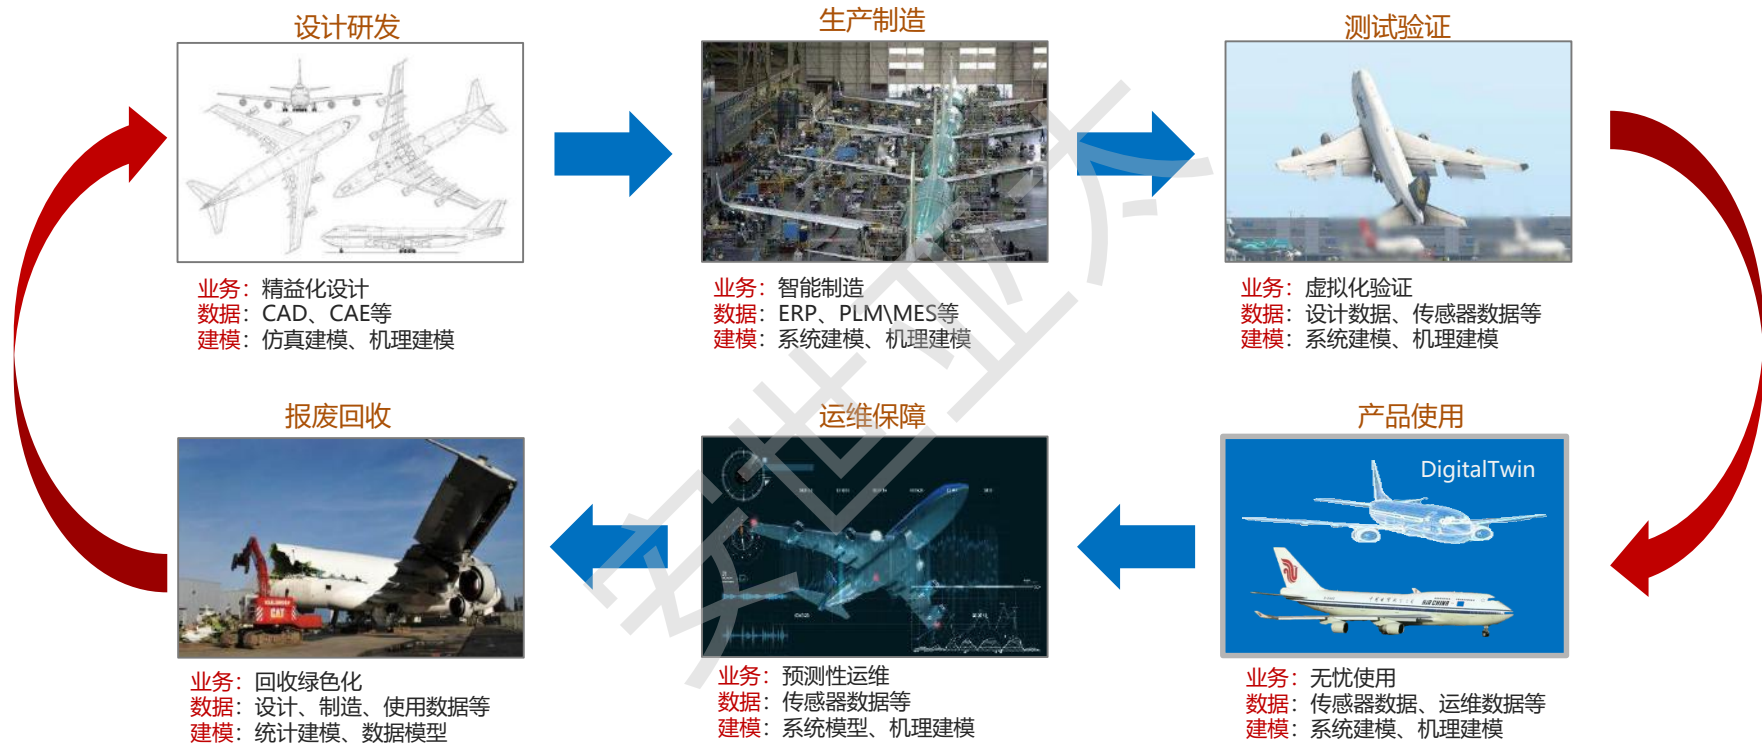 设计研发
生产制造
测试验证
业务：精益化设计
数据：CAD、CAE等
建模：仿真建模、机理建模
业务：智能制造
数据：ERP、PLM\MES等
建模：系统建模、机理建模
业务：虚拟化验证
数据：设计数据、传感器数据等
建模：系统建模、机理建模
报废回收
运维保障
产品使用
CAT
DigitalTwin
AIR CHINA
业务：回收绿色化
数据：设计、制造、使用数据等
建模：统计建模、数据模型
业务：预测性运维
数据：传感器数据等
建模：系统模型、机理建模
业务：无忧使用
数据：传感器数据、运维数据等
建模：系统建模、机理建模
安世亚太